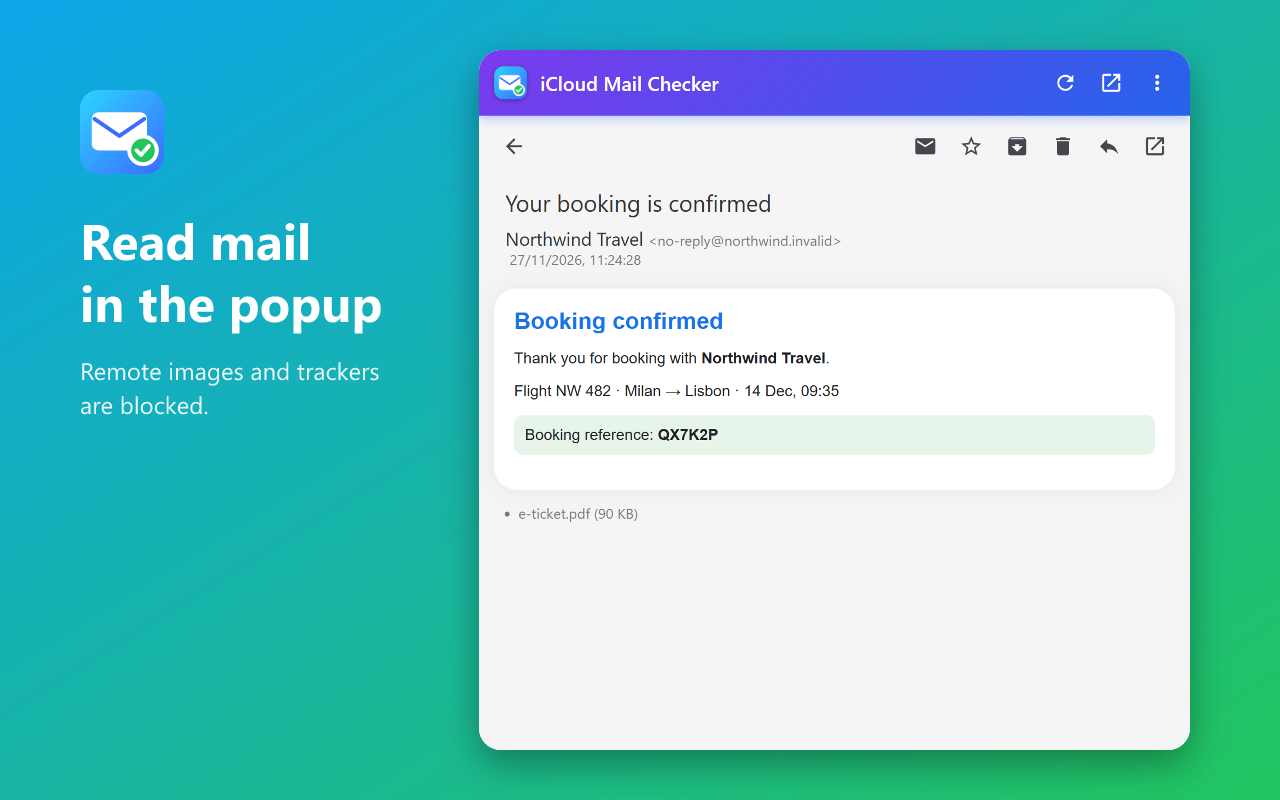 Read mail
in the popup
Remote images and trackers
are blocked.
iCloud Mail Checker
Your booking is confirmed
Northwind Travel <no-reply@northwind.invalid>
27/11/2026, 11:24:28
Booking confirmed
Thank you for booking with Northwind Travel.
Flight NW 482 · Milan → Lisbon · 14 Dec, 09:35
Booking reference: QX7K2P
• e-ticket.pdf (90 KB)